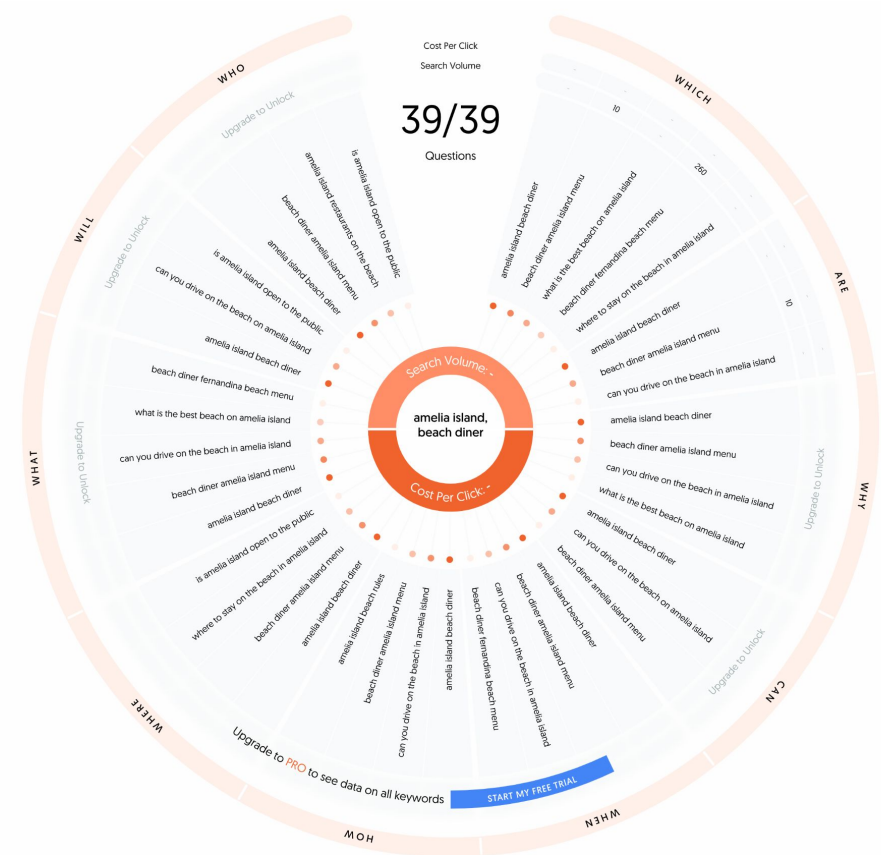 Cost Per Click
Search Volume
39/39
Questions
WHICH
10
260
amelia island beach diner
beach diner amelia island menu
what is the best beach on amelia island
beach diner fernandina beach menu
where to stay on the beach in amelia island
ARE
10
amelia island beach diner
beach diner amelia island menu
can you drive on the beach in amelia island
WHY
Upgrade to Unlock
amelia island beach diner
beach diner amelia island menu
can you drive on the beach in amelia island
what is the best beach on amelia island
CAN
Upgrade to Unlock
amelia island beach diner
can you drive on the beach on amelia island
beach diner amelia island menu
WHEN
amelia island beach diner
beach diner amelia island menu
can you drive on the beach in amelia island
beach diner fernandina beach menu
HOW
amelia island beach diner
can you drive on the beach in amelia island
beach diner amelia island menu
amelia island beach rules
WHERE
amelia island beach diner
beach diner amelia island menu
where to stay on the beach in amelia island
is amelia island open to the public
WHAT
Upgrade to Unlock
amelia island beach diner
beach diner amelia island menu
can you drive on the beach in amelia island
what is the best beach on amelia island
beach diner fernandina beach menu
WILL
Upgrade to Unlock
amelia island beach diner
can you drive on the beach on amelia island
is amelia island open to the public
WHO
Upgrade to Unlock
amelia island beach diner
beach diner amelia island menu
amelia island restaurants on the beach
is amelia island open to the public
Search Volume: -
amelia island,
beach diner
Cost Per Click: -
Upgrade to PRO to see data on all keywords
START MY FREE TRIAL